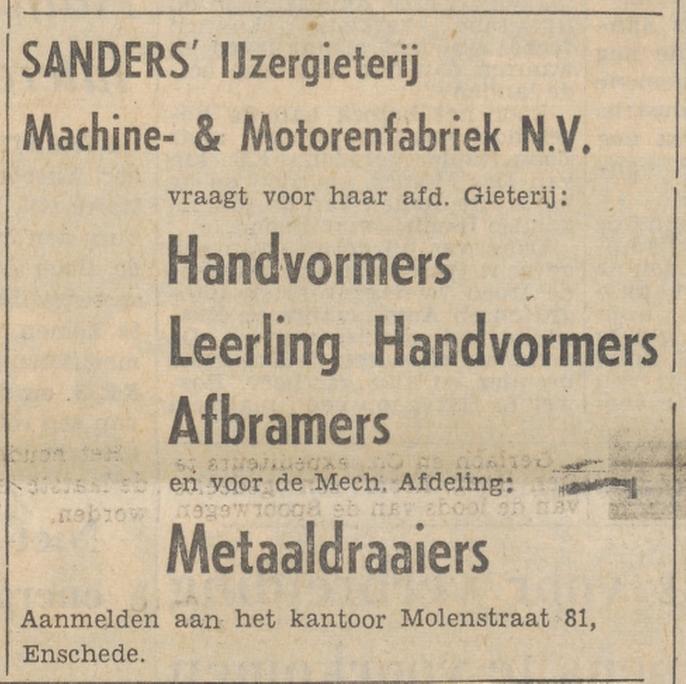 SANDERS' IJzergieterij
Machine- & Motorenfabriek N.V.
vraagt voor haar afd. Gieterij:
Handvormers
Leerling Handvormers
Afbramers
en voor de Mech. Afdeling:
Metaaldraaiers
Aanmelden aan het kantoor Molenstraat 81,
Enschede.